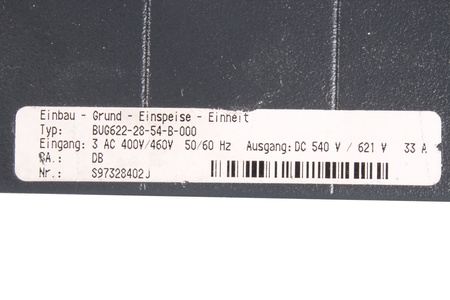 Einbau - Grund - Einspeise - Einheit
Typ: BUG622-28-54-B-000
Eingang: 3 AC 400V/460V 50/60 Hz Ausgang: DC 540 V / 621 V 33 A
BA.: DB
Nr.: S97328402J